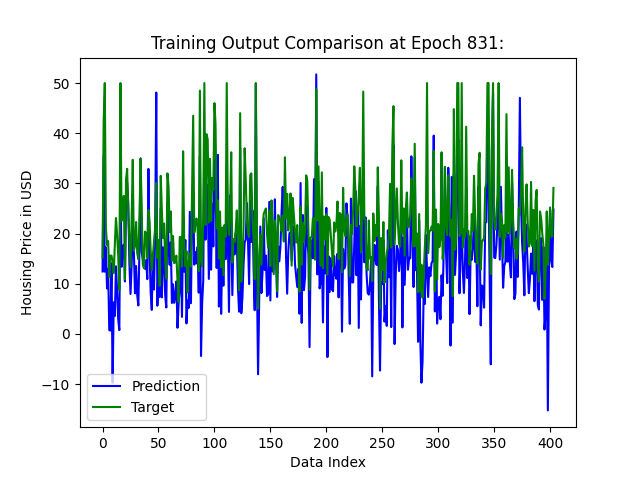 Training Output Comparison at Epoch 831:
Housing Price in USD
50
40
30
20
10
0
−10
Prediction
Target
0 50 100 150 200 250 300 350 400
Data Index